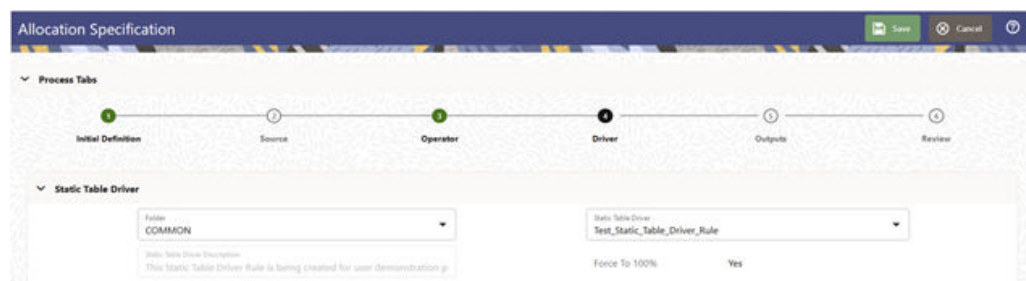 Allocation Specification
Save
Cancel
Process Tabs
1
2
3
4
5
6
Initial Definition
Source
Operator
Driver
Outputs
Review
Static Table Driver
Folder
COMMON
Static Table Driver
Test_Static_Table_Driver_Rule
Static Table Driver Description
This Static Table Driver Rule is being created for user demonstration p
Force To 100%
Yes